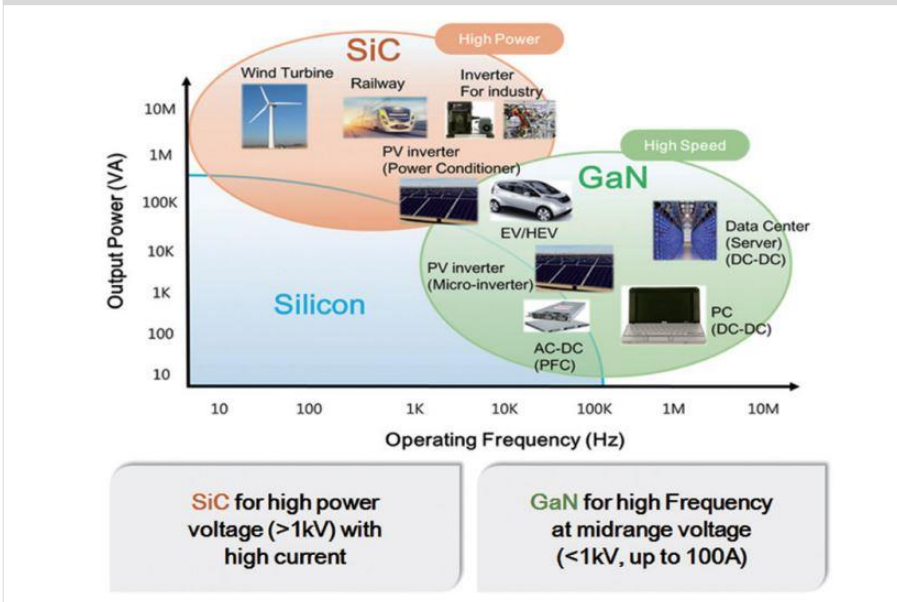 SiC
High Power
Wind Turbine
Railway
Inverter
For industry
PV inverter
(Power Conditioner)
High Speed
GaN
EV/HEV
Data Center
(Server)
(DC-DC)
PV inverter
(Micro-inverter)
Silicon
PC
(DC-DC)
AC-DC
(PFC)
Output Power (VA)
10M
1M
100K
10K
1K
100
10
10
100
1K
10K
100K
1M
10M
Operating Frequency (Hz)
SiC for high power
voltage (>1kV) with
high current
GaN for high Frequency
at midrange voltage
(<1kV, up to 100A)